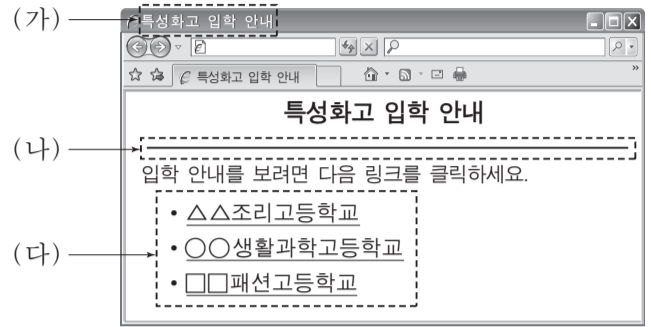 (가)
특성화고 입학 안내
특성화고 입학 안내
특성화고 입학 안내
(나)
입학 안내를 보려면 다음 링크를 클릭하세요.
(다)
• △△조리고등학교
• ○○생활과학고등학교
• □□패션고등학교